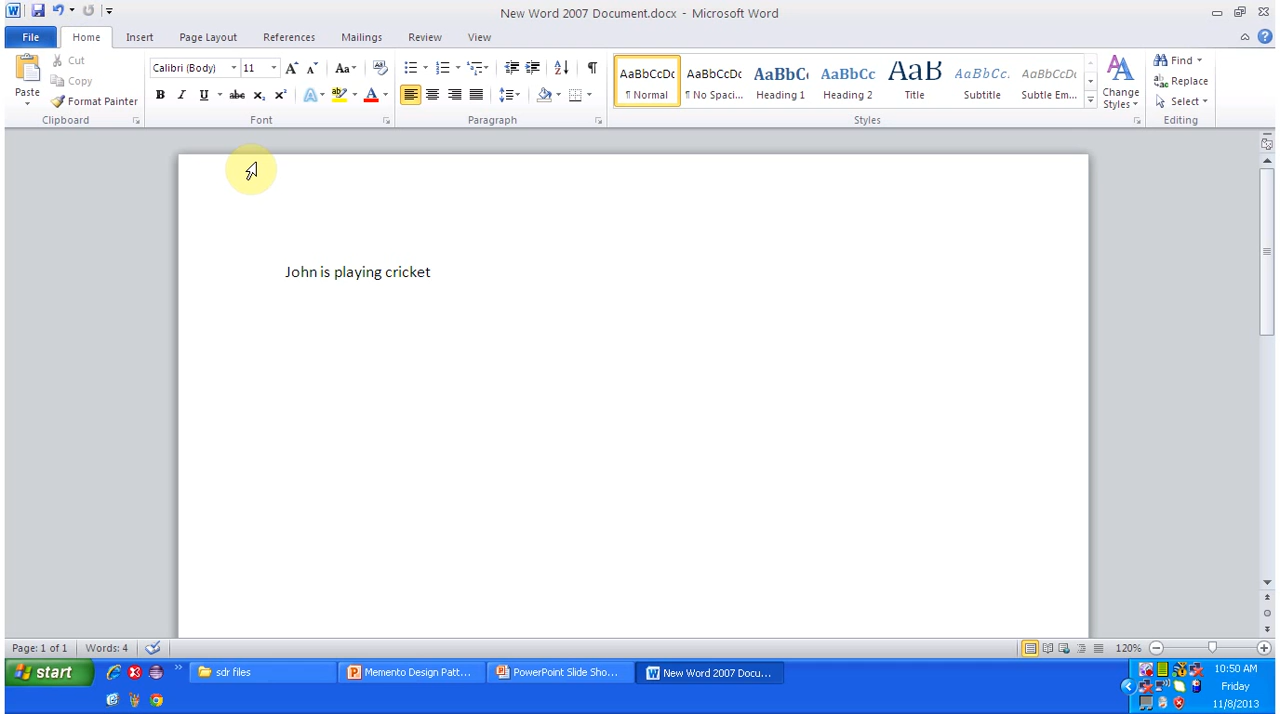 New Word 2007 Document.docx - Microsoft Word
File Home Insert Page Layout References Mailings Review View
Paste
Cut
Copy
Format Painter
Clipboard
Calibri (Body) 11
Font
Paragraph
AaBbCcDc AaBbCcDc AaBbCc AaBbCc AaB AaBbCc. AaBbCcDc
¶ Normal ¶ No Spaci... Heading 1 Heading 2 Title Subtitle Subtle Em...
Styles
Change
Styles
Find
Replace
Select
Editing
John is playing cricket
Page: 1 of 1 Words: 4 120%
start sdr files Memento Design Patt... PowerPoint Slide Sho... New Word 2007 Docu...
10:50 AM
Friday
11/8/2013